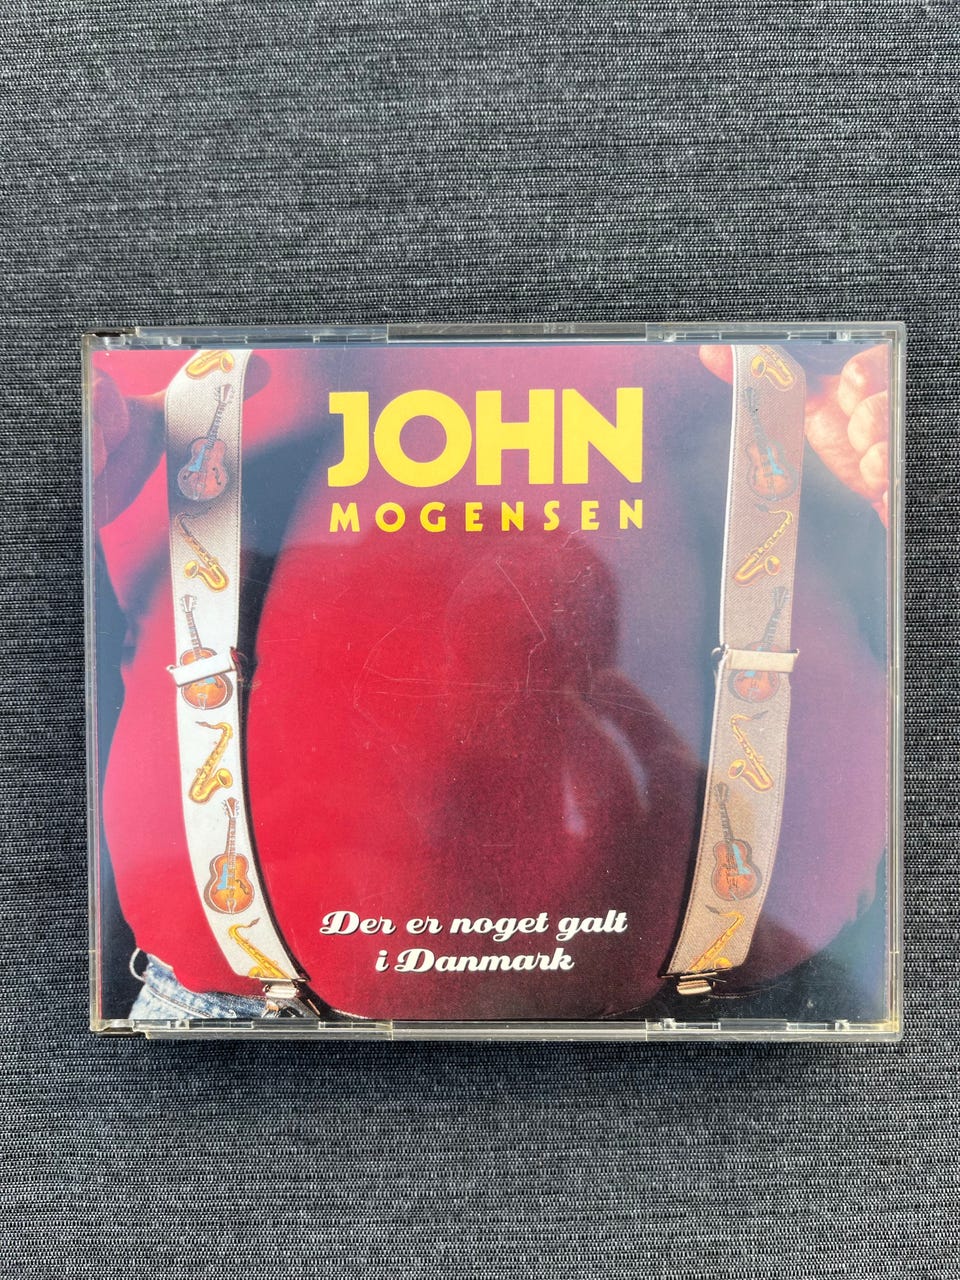 JOHN
MOGENSEN
Der er noget galt
i Danmark